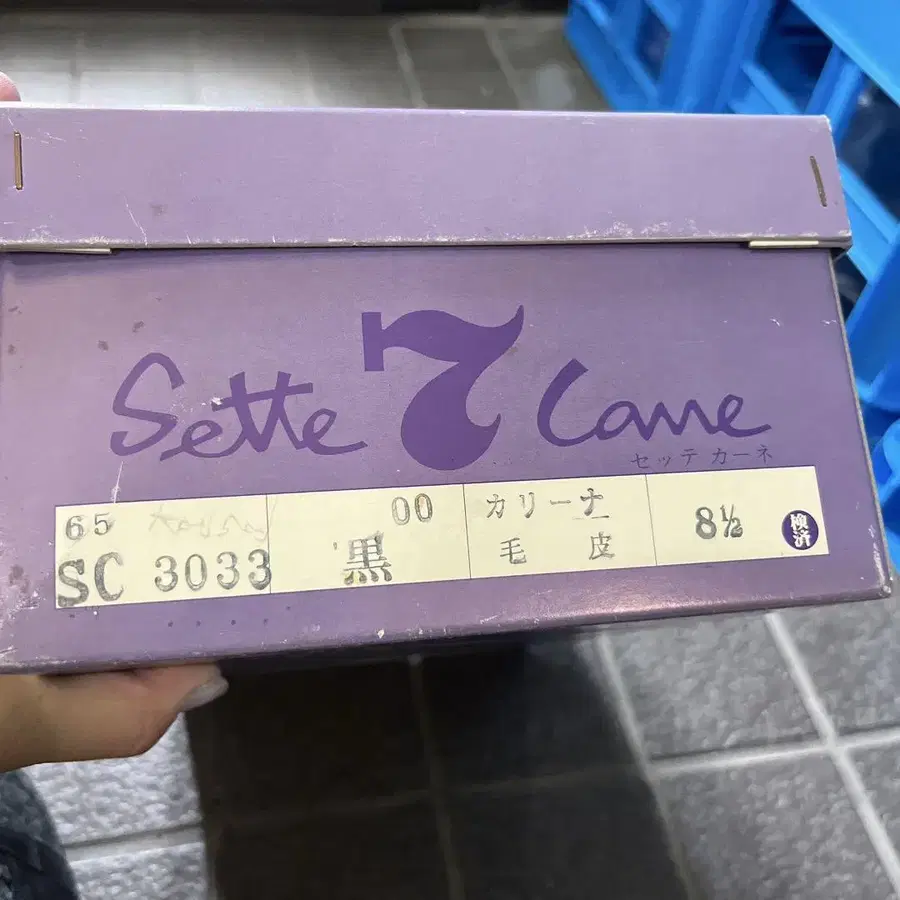 Sette 7 Carne
セッテ カーネ
65
SC 3033
00
黒
カリーナ
毛皮
8½
検済